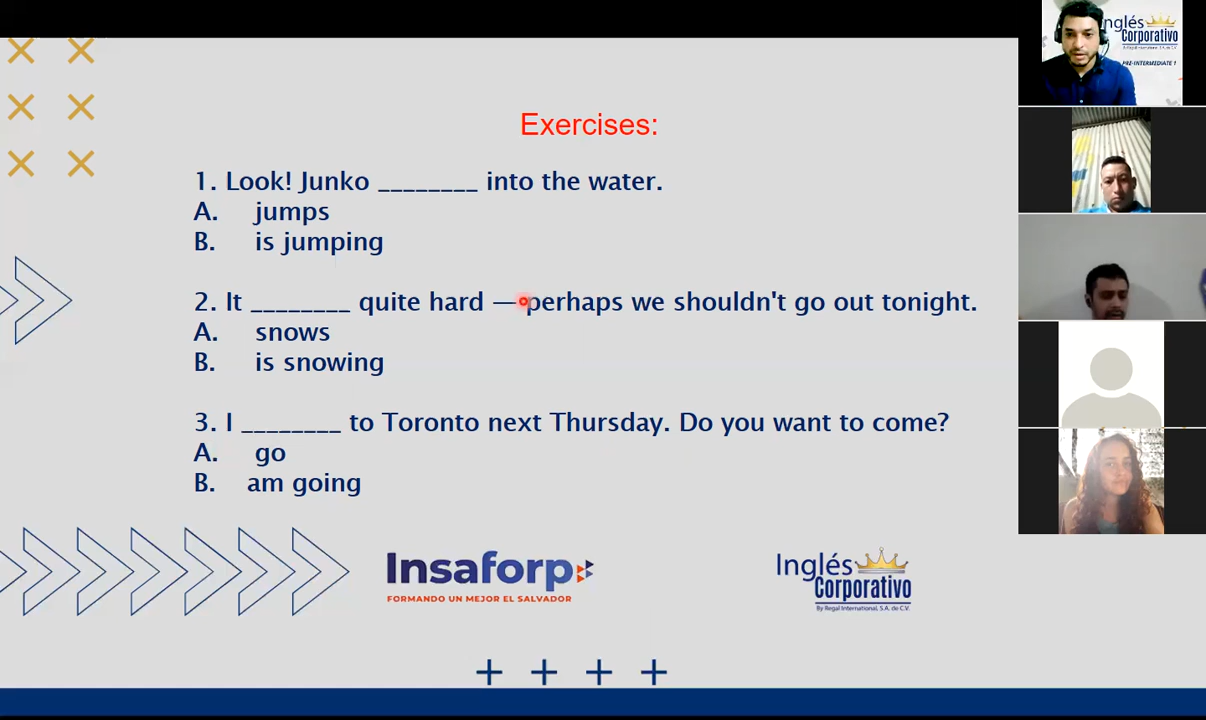 Exercises:
1. Look! Junko ________ into the water.
A. jumps
B. is jumping
2. It ________ quite hard — perhaps we shouldn't go out tonight.
A. snows
B. is snowing
3. I ________ to Toronto next Thursday. Do you want to come?
A. go
B. am going
Insaforp
FORMANDO UN MEJOR EL SALVADOR
Inglés
Corporativo
By Regal International, S.A. de C.V.
nglés
Corporativo
PRE-INTERMEDIATE 1